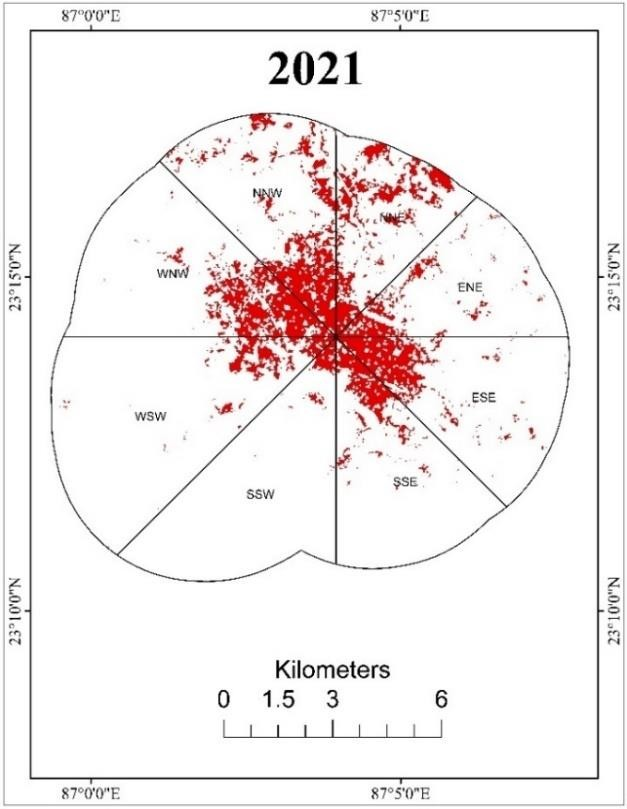 87°0'0"E 87°5'0"E
2021
NNW
NNE
23°15'0"N 23°15'0"N
WNW
ENE
ESE
WSW
SSE
SSW
23°10'0"N 23°10'0"N
Kilometers
0 1.5 3 6
87°0'0"E 87°5'0"E